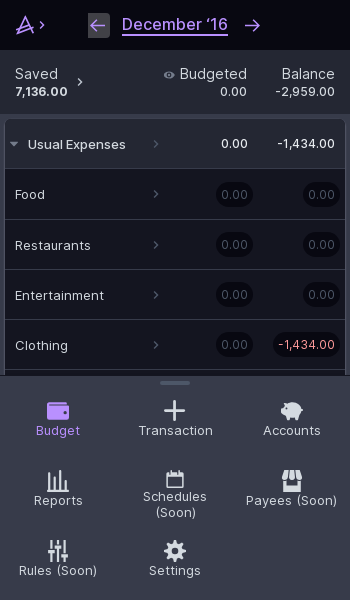 December ‘16
Saved Budgeted Balance
7,136.00 0.00 -2,959.00
Usual Expenses 0.00 -1,434.00
Food 0.00 0.00
Restaurants 0.00 0.00
Entertainment 0.00 0.00
Clothing 0.00 -1,434.00
Budget Transaction Accounts
Reports Schedules (Soon) Payees (Soon)
Rules (Soon) Settings